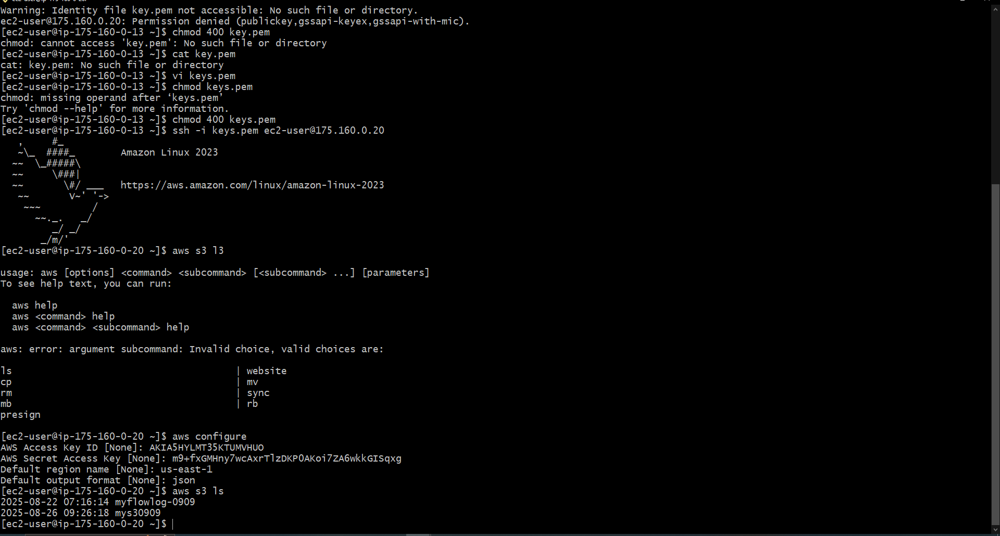 Warning: Identity file key.pem not accessible: No such file or directory.
ec2-user@175.160.0.20: Permission denied (publickey,gssapi-keyex,gssapi-with-mic).
[ec2-user@ip-175-160-0-13 ~]$ chmod 400 key.pem
chmod: cannot access 'key.pem': No such file or directory
[ec2-user@ip-175-160-0-13 ~]$ cat key.pem
cat: key.pem: No such file or directory
[ec2-user@ip-175-160-0-13 ~]$ vi keys.pem
[ec2-user@ip-175-160-0-13 ~]$ chmod keys.pem
chmod: missing operand after ‘keys.pem’
Try 'chmod --help' for more information.
[ec2-user@ip-175-160-0-13 ~]$ chmod 400 keys.pem
[ec2-user@ip-175-160-0-13 ~]$ ssh -i keys.pem ec2-user@175.160.0.20
   ,     #_
   ~\_  ####_        Amazon Linux 2023
  ~~  \_#####\
  ~~     \###|
  ~~       \#/ ___   https://aws.amazon.com/linux/amazon-linux-2023
   ~~       V~' '->
    ~~~         /
      ~~._.   _/
         _/ _/
       _/m/'
[ec2-user@ip-175-160-0-20 ~]$ aws s3 l3
usage: aws [options] <command> <subcommand> [<subcommand> ...] [parameters]
To see help text, you can run:
  aws help
  aws <command> help
  aws <command> <subcommand> help
aws: error: argument subcommand: Invalid choice, valid choices are:
ls                                       | website
cp                                       | mv
rm                                       | sync
mb                                       | rb
presign
[ec2-user@ip-175-160-0-20 ~]$ aws configure
AWS Access Key ID [None]: AKIA5HYLMT35KTUMVHUO
AWS Secret Access Key [None]: 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
Default region name [None]: us-east-1
Default output format [None]: json
[ec2-user@ip-175-160-0-20 ~]$ aws s3 ls
2025-08-22 07:16:14 myflowlog-0909
2025-08-26 09:26:18 mys30909
[ec2-user@ip-175-160-0-20 ~]$